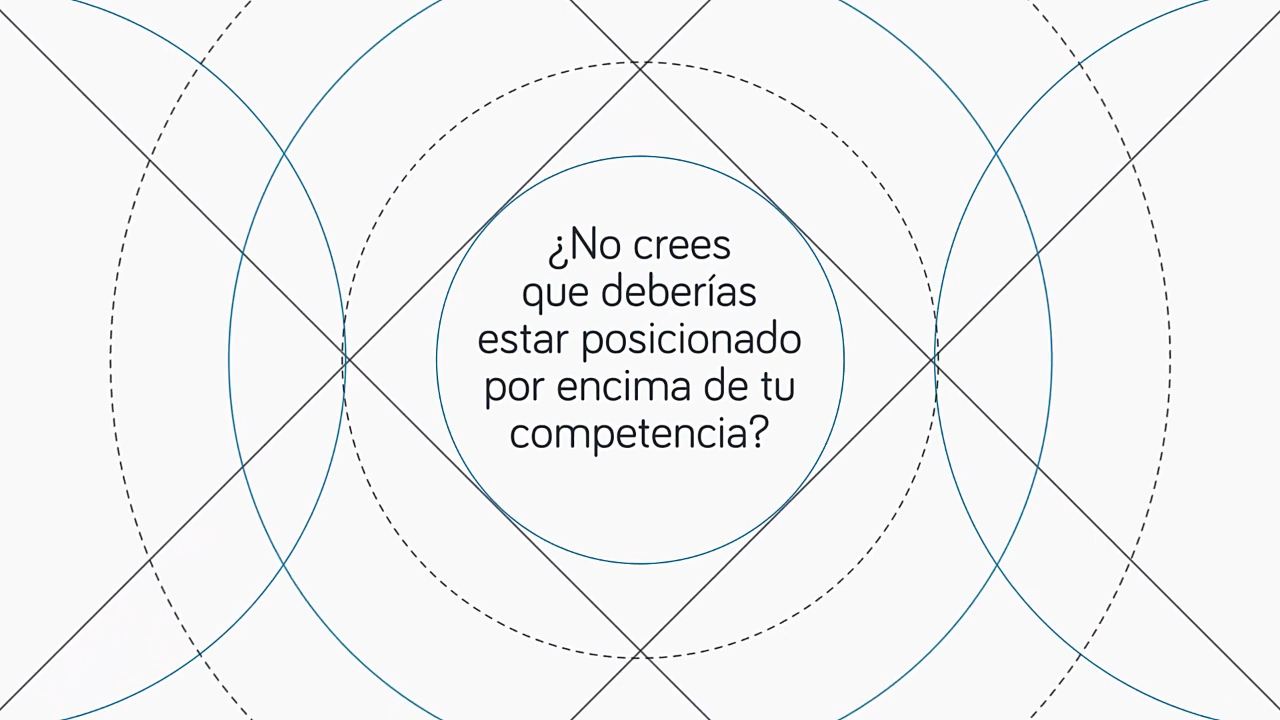 ¿No crees
que deberías
estar posicionado
por encima de tu
competencia?